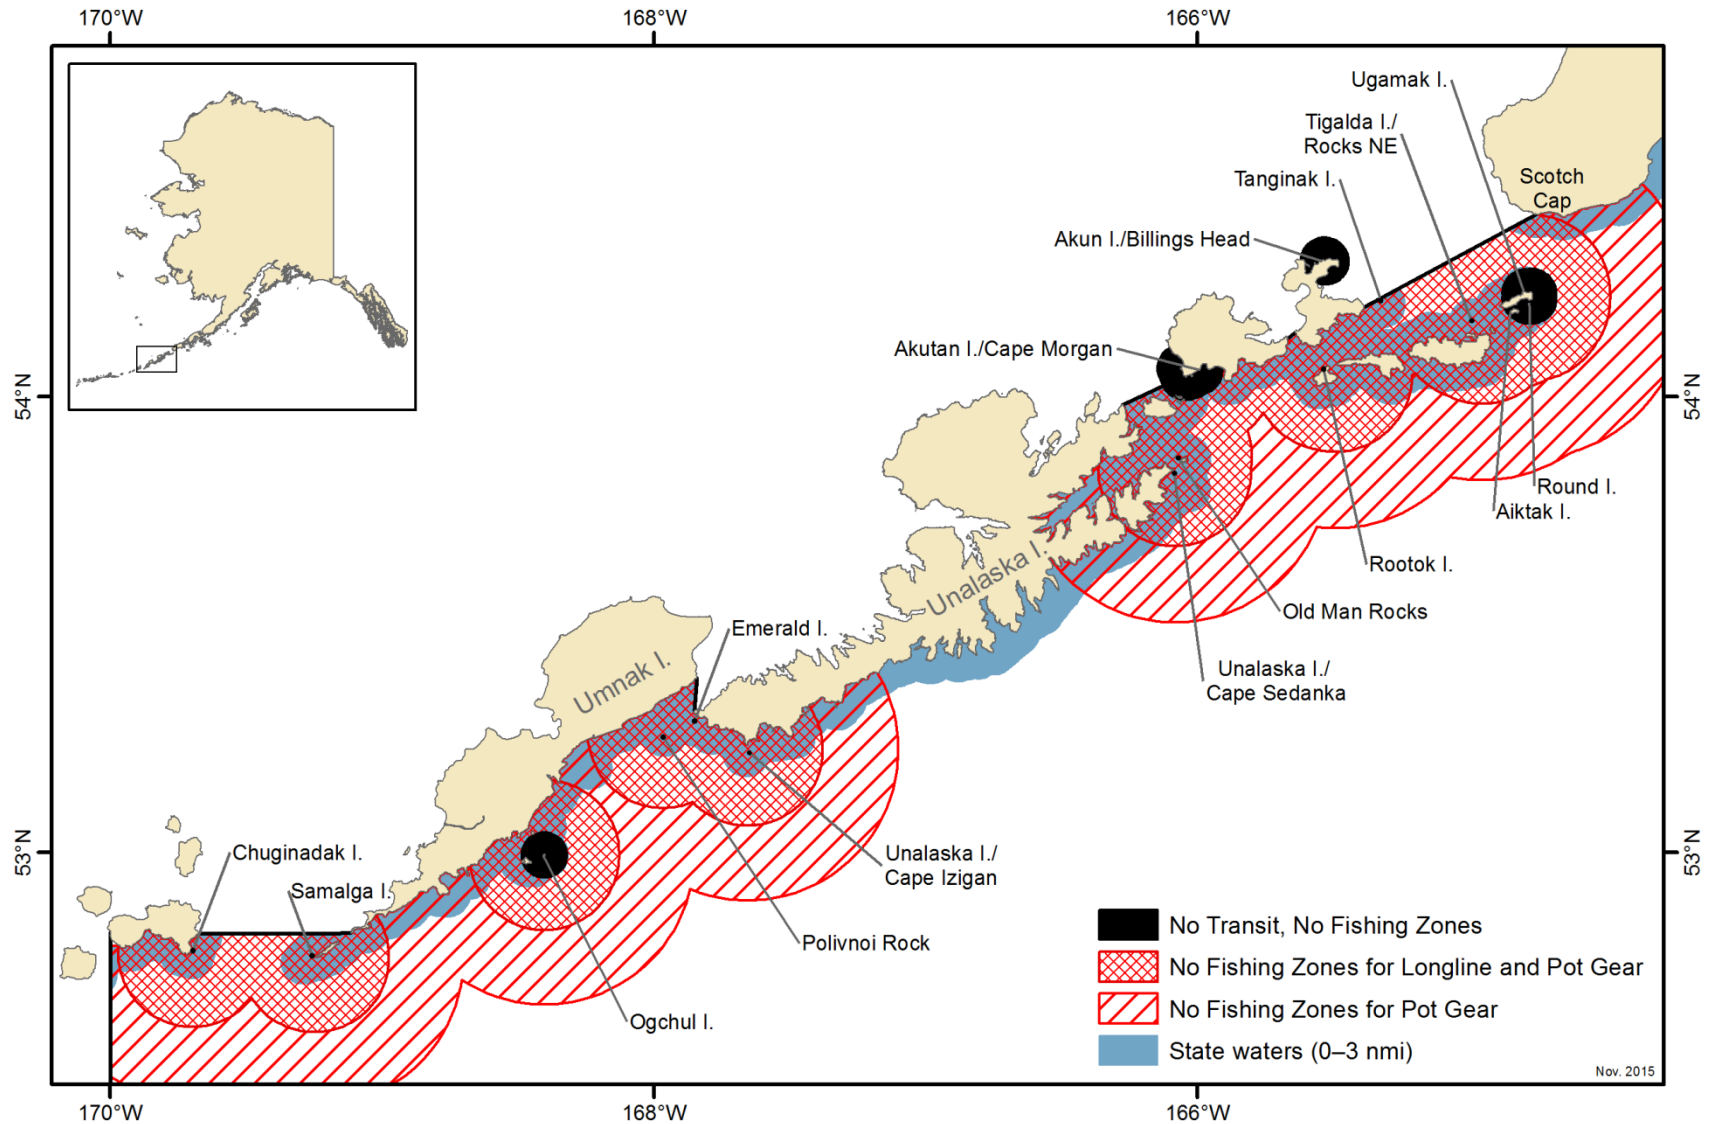 170°W
168°W
166°W
Ugamak I.
Tigalda I./
Rocks NE
Tanginak I.
Scotch
Cap
Akun I./Billings Head
Akutan I./Cape Morgan
54°N
54°N
Round I.
Aiktak I.
Unalaska I.
Rootok I.
Old Man Rocks
Emerald I.
Unalaska I./
Cape Sedanka
Umnak I.
53°N
53°N
Chuginadak I.
Samalga I.
Unalaska I./
Cape Izigan
Polivnoi Rock
Ogchul I.
No Transit, No Fishing Zones
No Fishing Zones for Longline and Pot Gear
No Fishing Zones for Pot Gear
State waters (0–3 nmi)
Nov. 2015
170°W
168°W
166°W